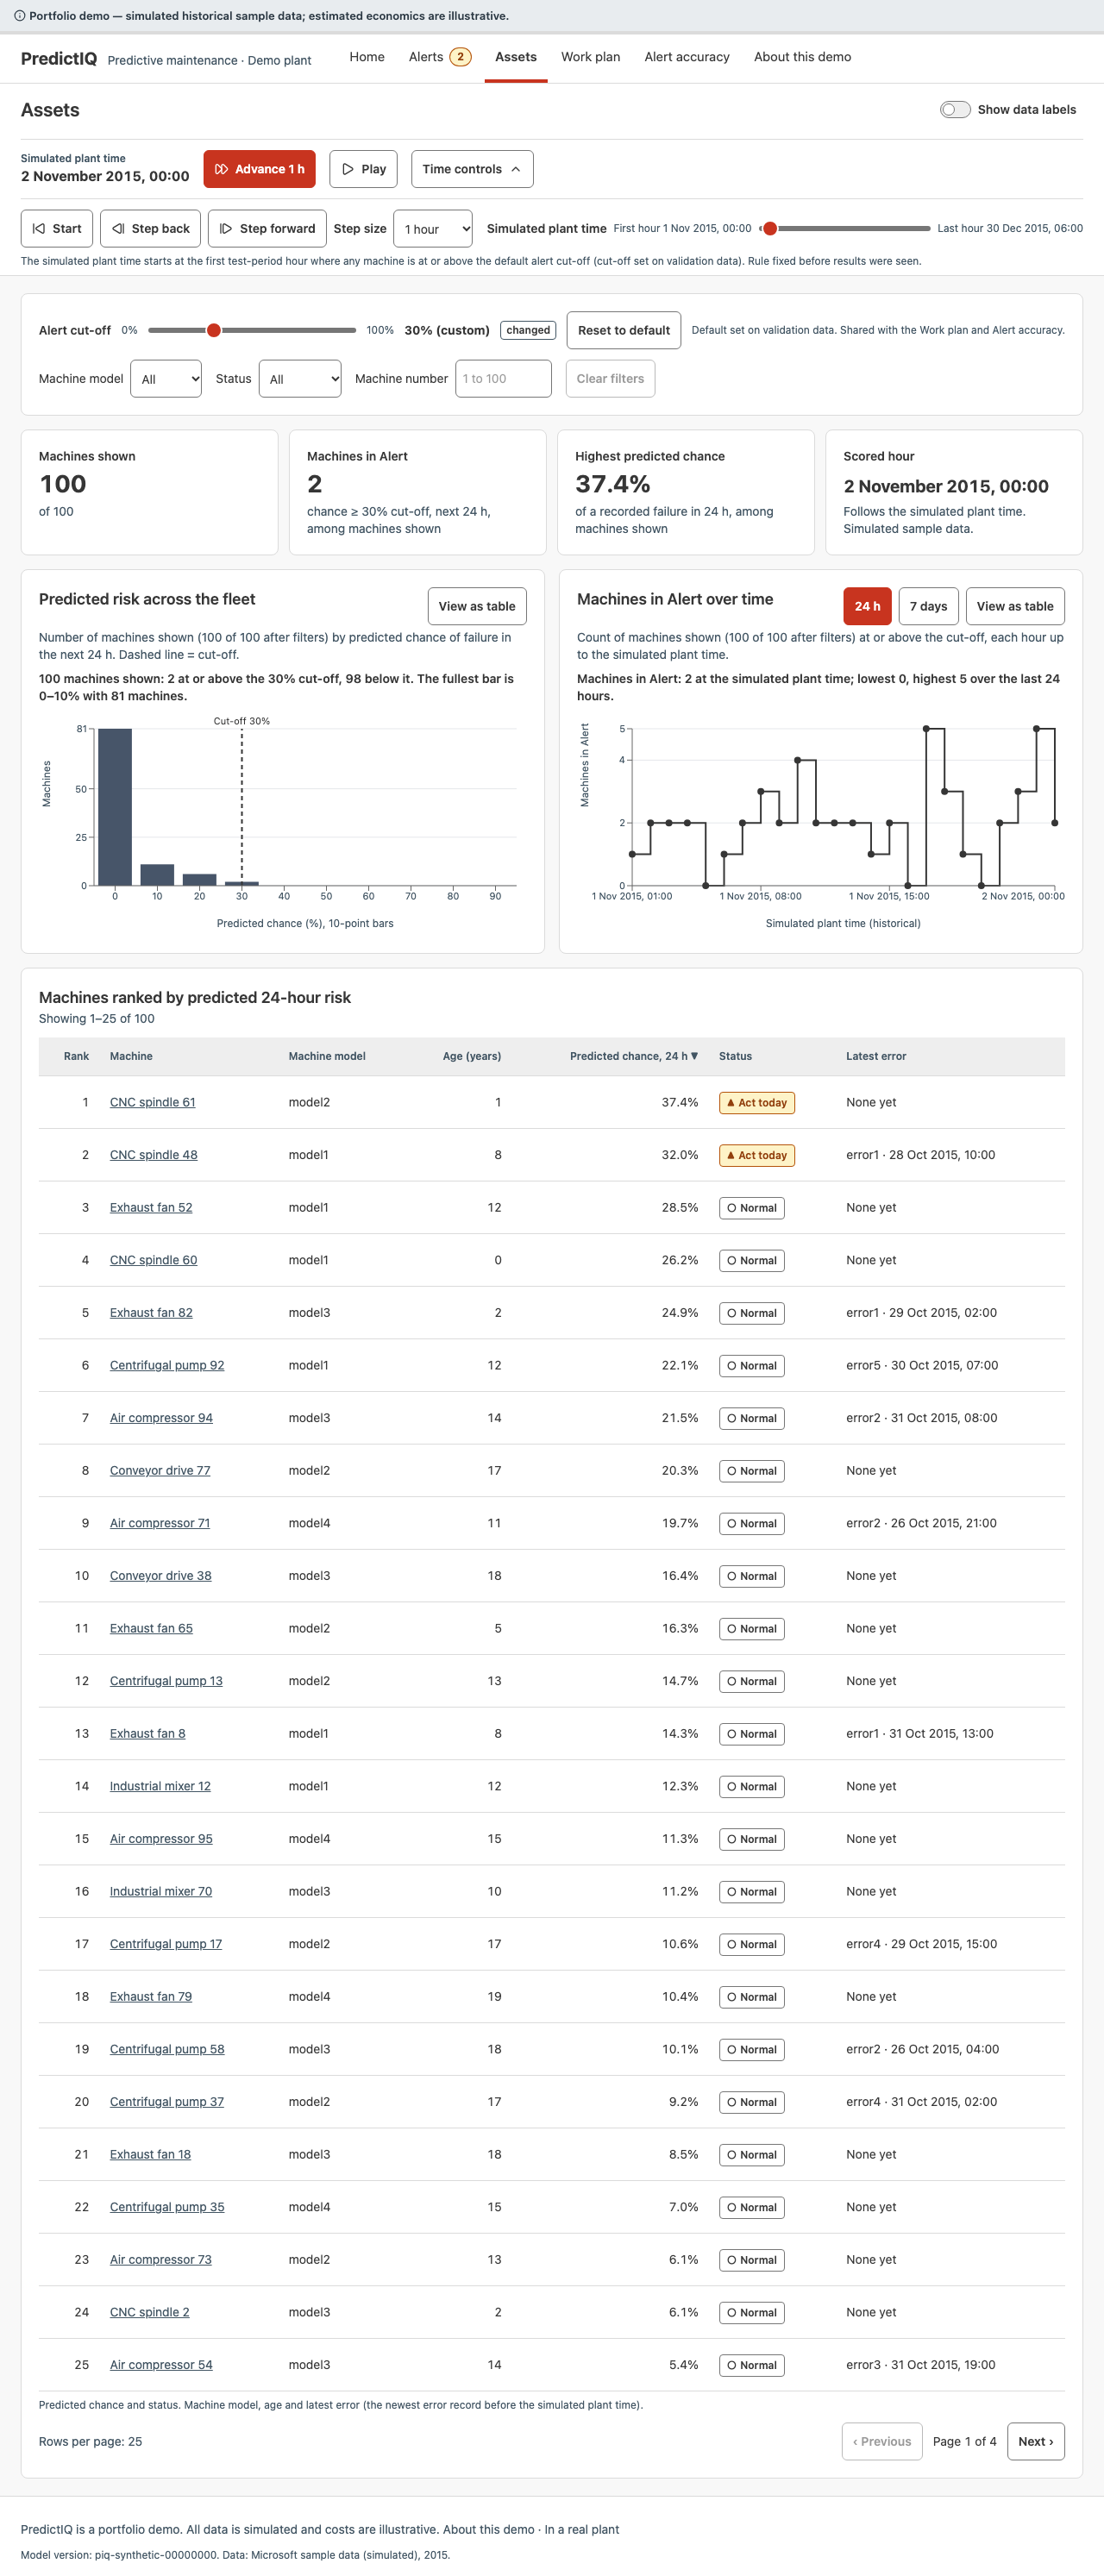 Portfolio demo — simulated historical sample data; estimated economics are illustrative.
PredictIQ Predictive maintenance · Demo plant Home Alerts 2 Assets Work plan Alert accuracy About this demo
Assets
Show data labels
Simulated plant time
2 November 2015, 00:00
Advance 1 h
Play
Time controls
Start
Step back
Step forward
Step size 1 hour
Simulated plant time First hour 1 Nov 2015, 00:00 Last hour 30 Dec 2015, 06:00
The simulated plant time starts at the first test-period hour where any machine is at or above the default alert cut-off (cut-off set on validation data). Rule fixed before results were seen.
Alert cut-off 0% 100% 30% (custom) changed Reset to default Default set on validation data. Shared with the Work plan and Alert accuracy.
Machine model All Status All Machine number 1 to 100 Clear filters
Machines shown
100
of 100
Machines in Alert
2
chance ≥ 30% cut-off, next 24 h,
among machines shown
Highest predicted chance
37.4%
of a recorded failure in 24 h, among
machines shown
Scored hour
2 November 2015, 00:00
Follows the simulated plant time.
Simulated sample data.
Predicted risk across the fleet
View as table
Number of machines shown (100 of 100 after filters) by predicted chance of failure in
the next 24 h. Dashed line = cut-off.
100 machines shown: 2 at or above the 30% cut-off, 98 below it. The fullest bar is
0–10% with 81 machines.
Cut-off 30%
Machines
81
50
25
0
0 10 20 30 40 50 60 70 80 90
Predicted chance (%), 10-point bars
Machines in Alert over time
24 h 7 days View as table
Count of machines shown (100 of 100 after filters) at or above the cut-off, each hour up
to the simulated plant time.
Machines in Alert: 2 at the simulated plant time; lowest 0, highest 5 over the last 24
hours.
Machines in Alert
5
4
2
0
1 Nov 2015, 01:00 1 Nov 2015, 08:00 1 Nov 2015, 15:00 2 Nov 2015, 00:00
Simulated plant time (historical)
Machines ranked by predicted 24-hour risk
Showing 1–25 of 100
Rank Machine Machine model Age (years) Predicted chance, 24 h ▼ Status Latest error
1 CNC spindle 61 model2 1 37.4% Act today None yet
2 CNC spindle 48 model1 8 32.0% Act today error1 · 28 Oct 2015, 10:00
3 Exhaust fan 52 model1 12 28.5% Normal None yet
4 CNC spindle 60 model1 0 26.2% Normal None yet
5 Exhaust fan 82 model3 2 24.9% Normal error1 · 29 Oct 2015, 02:00
6 Centrifugal pump 92 model1 12 22.1% Normal error5 · 30 Oct 2015, 07:00
7 Air compressor 94 model3 14 21.5% Normal error2 · 31 Oct 2015, 08:00
8 Conveyor drive 77 model2 17 20.3% Normal None yet
9 Air compressor 71 model4 11 19.7% Normal error2 · 26 Oct 2015, 21:00
10 Conveyor drive 38 model3 18 16.4% Normal None yet
11 Exhaust fan 65 model2 5 16.3% Normal None yet
12 Centrifugal pump 13 model2 13 14.7% Normal None yet
13 Exhaust fan 8 model1 8 14.3% Normal error1 · 31 Oct 2015, 13:00
14 Industrial mixer 12 model1 12 12.3% Normal None yet
15 Air compressor 95 model4 15 11.3% Normal None yet
16 Industrial mixer 70 model3 10 11.2% Normal None yet
17 Centrifugal pump 17 model2 17 10.6% Normal error4 · 29 Oct 2015, 15:00
18 Exhaust fan 79 model4 19 10.4% Normal None yet
19 Centrifugal pump 58 model3 18 10.1% Normal error2 · 26 Oct 2015, 04:00
20 Centrifugal pump 37 model2 17 9.2% Normal error4 · 31 Oct 2015, 02:00
21 Exhaust fan 18 model3 18 8.5% Normal None yet
22 Centrifugal pump 35 model4 15 7.0% Normal None yet
23 Air compressor 73 model2 13 6.1% Normal None yet
24 CNC spindle 2 model3 2 6.1% Normal None yet
25 Air compressor 54 model3 14 5.4% Normal error3 · 31 Oct 2015, 19:00
Predicted chance and status. Machine model, age and latest error (the newest error record before the simulated plant time).
Rows per page: 25
‹ Previous Page 1 of 4 Next ›
PredictIQ is a portfolio demo. All data is simulated and costs are illustrative. About this demo · In a real plant
Model version: piq-synthetic-00000000. Data: Microsoft sample data (simulated), 2015.